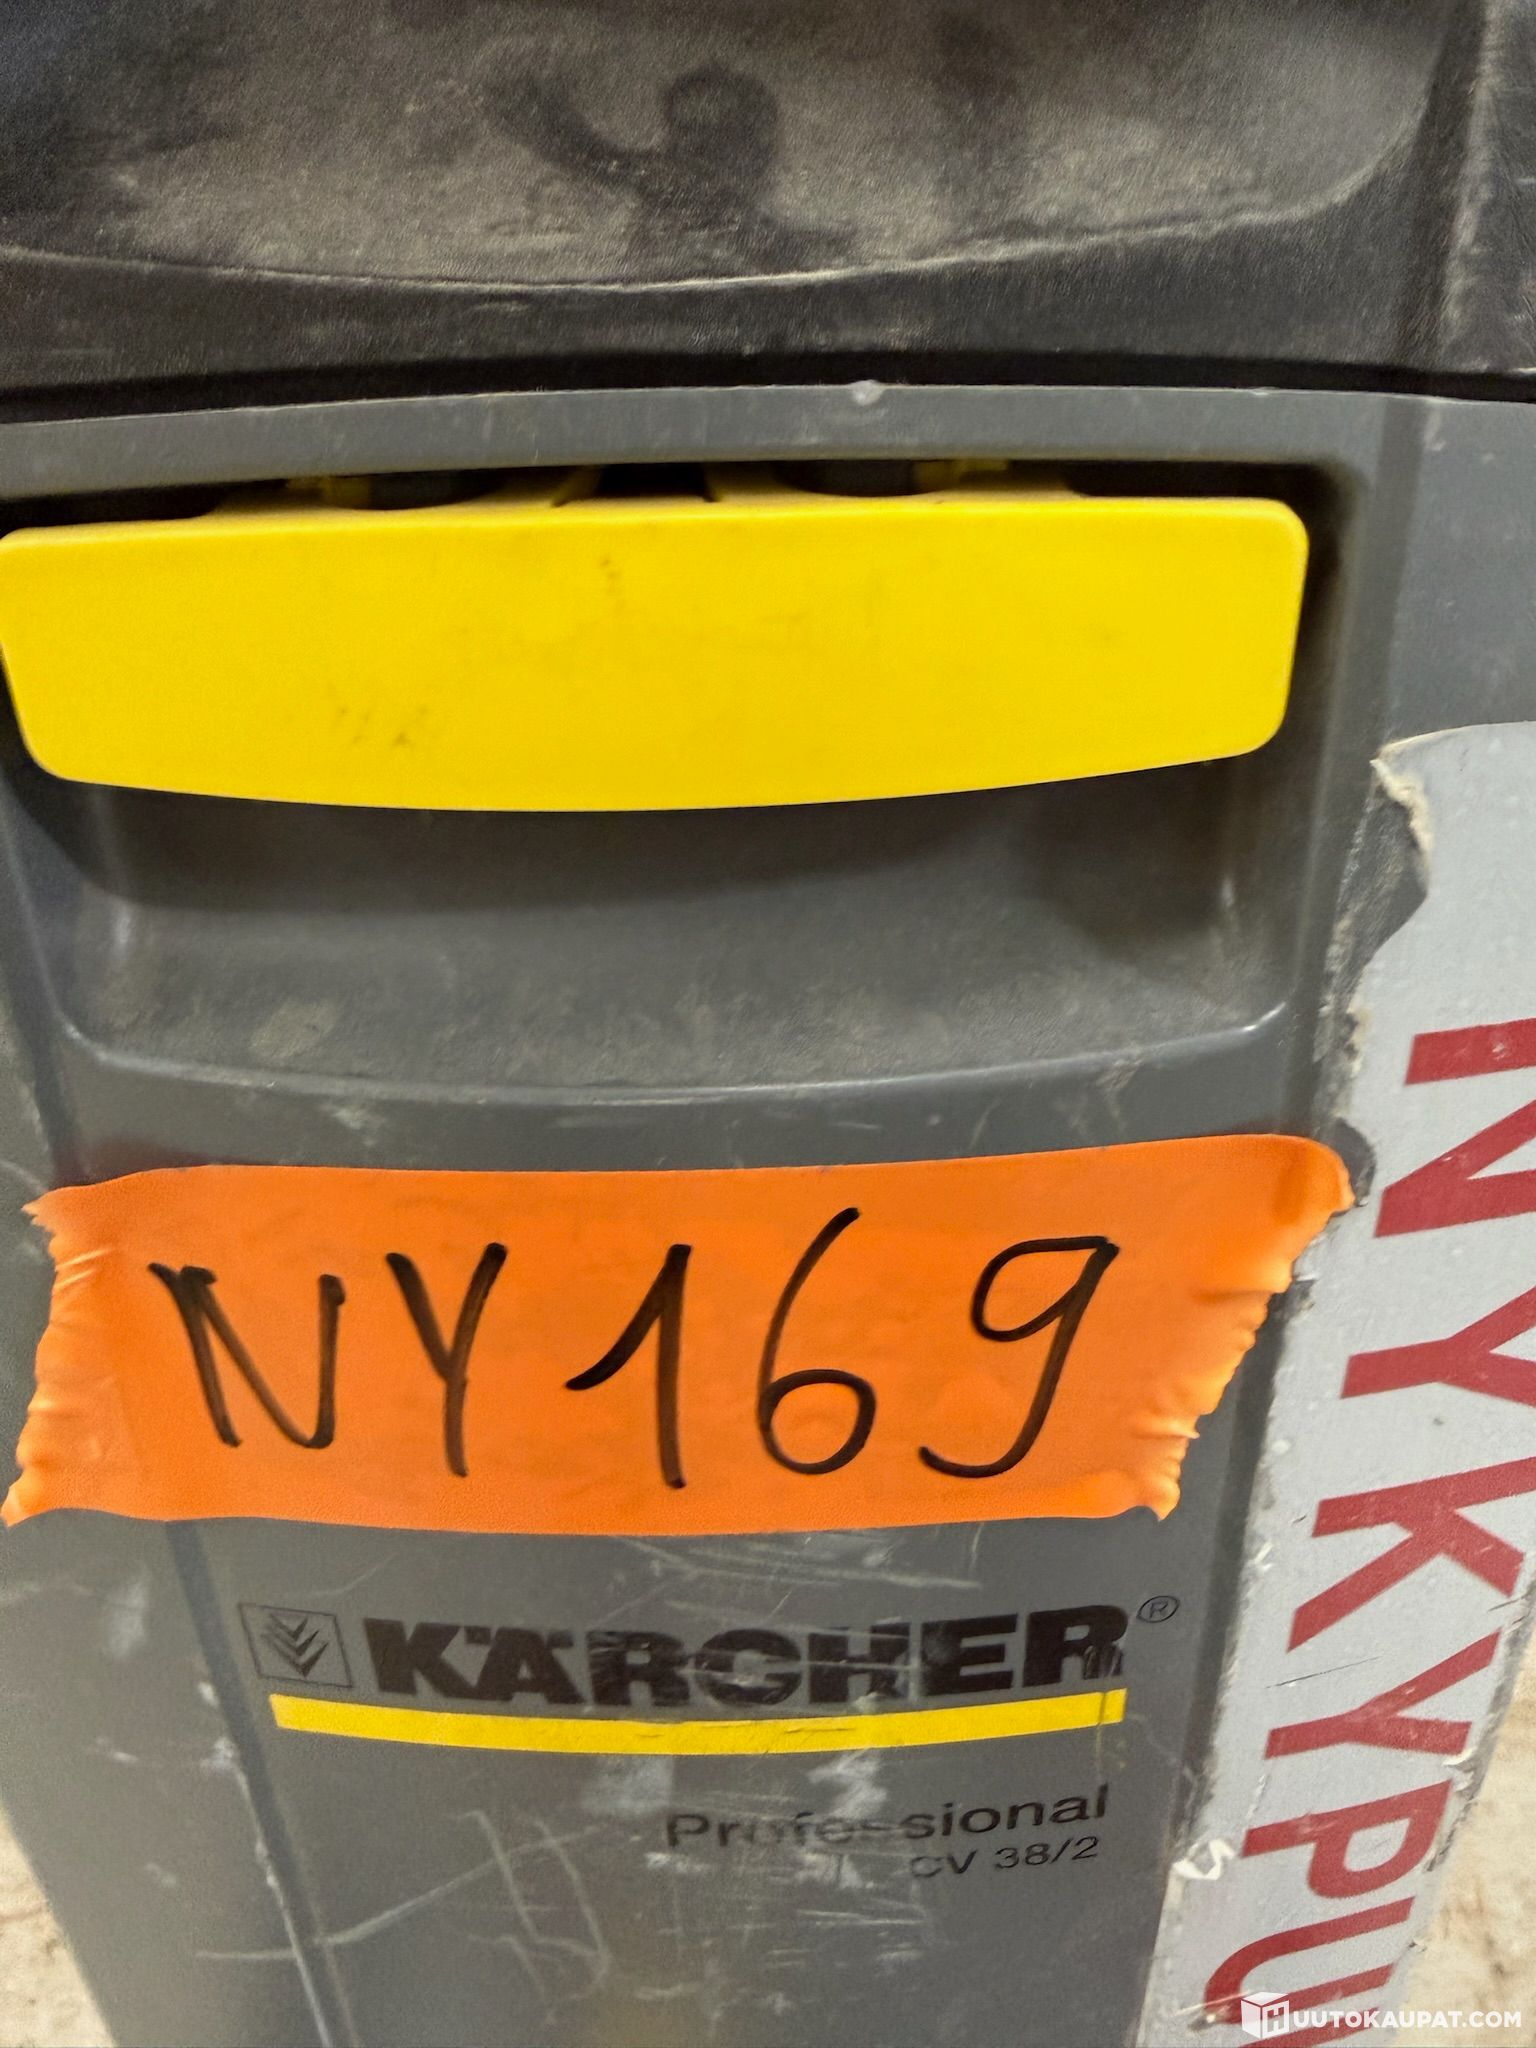 NY169
KÄRCHER®
Professional
CV 38/2
NYKYPU
HUUTOKAUPAT.COM